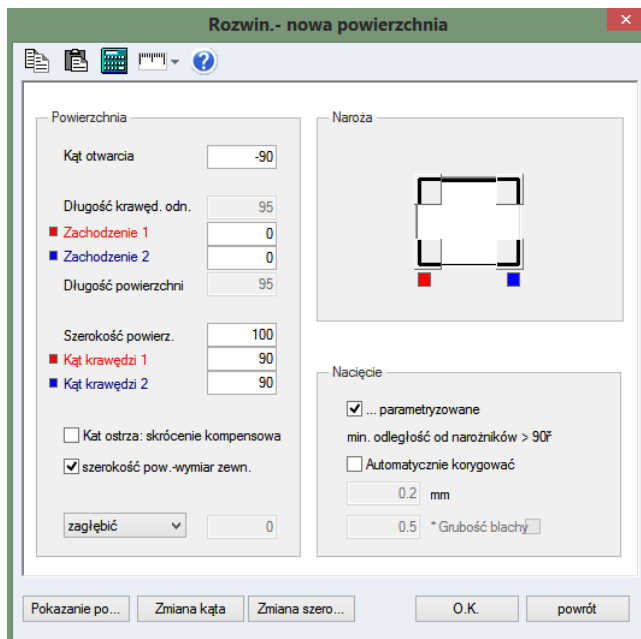 Rozwin.- nowa powierzchnia
Powierzchnia
Kąt otwarcia -90
Długość krawęd. odn. 95
Zachodzenie 1 0
Zachodzenie 2 0
Długość powierzchni 95
Szerokość powierz. 100
Kąt krawędzi 1 90
Kąt krawędzi 2 90
Kat ostrza: skrócenie kompensowa
szerokość pow.-wymiar zewn.
zagłębić 0
Naroża
Nacięcie
... parametryzowane
min. odległość od narożników > 90ř
Automatycznie korygować
0.2 mm
0.5 * Grubość blachy
Pokazanie po... Zmiana kąta Zmiana szero... O.K. powrót